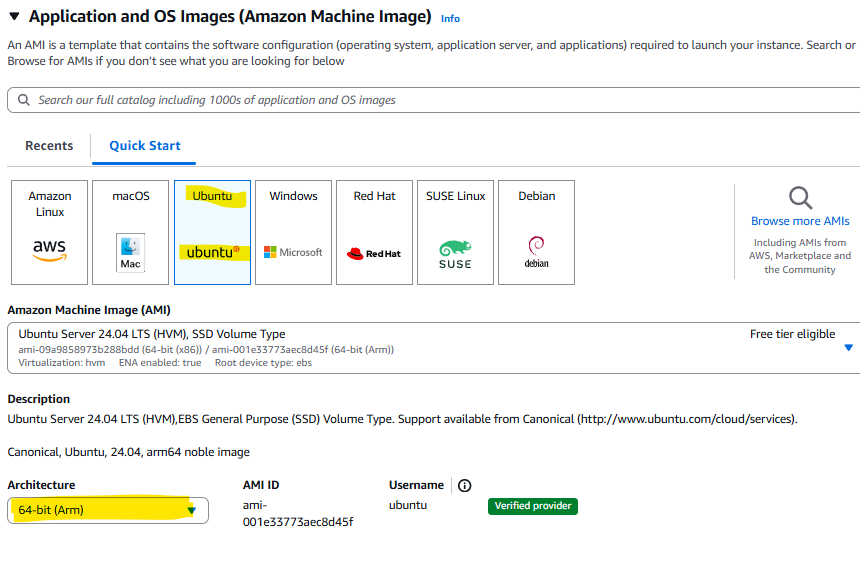 Application and OS Images (Amazon Machine Image) Info
An AMI is a template that contains the software configuration (operating system, application server, and applications) required to launch your instance. Search or
Browse for AMIs if you don't see what you are looking for below
Search our full catalog including 1000s of application and OS images
Recents
Quick Start
Amazon
Linux
aws
macOS
Mac
Ubuntu
ubuntu
Windows
Microsoft
Red Hat
Red Hat
SUSE Linux
SUSE
Debian
debian
Browse more AMIs
Including AMIs from
AWS, Marketplace and
the Community
Amazon Machine Image (AMI)
Ubuntu Server 24.04 LTS (HVM), SSD Volume Type
Free tier eligible
ami-09a9858973b288bdd (64-bit (x86)) / ami-001e33773aec8d45f (64-bit (Arm))
Virtualization: hvm ENA enabled: true Root device type: ebs
Description
Ubuntu Server 24.04 LTS (HVM),EBS General Purpose (SSD) Volume Type. Support available from Canonical (http://www.ubuntu.com/cloud/services).
Canonical, Ubuntu, 24.04, arm64 noble image
Architecture
64-bit (Arm)
AMI ID
ami-
001e33773aec8d45f
Username
ubuntu
Verified provider